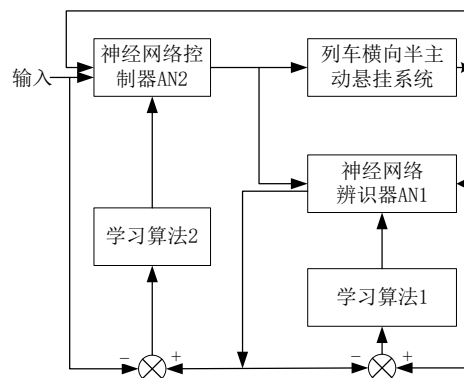 神经网络控
制器AN2
列车横向半主
动悬挂系统
输入
神经网络
辨识器AN1
学习算法2
学习算法1
− +
− +